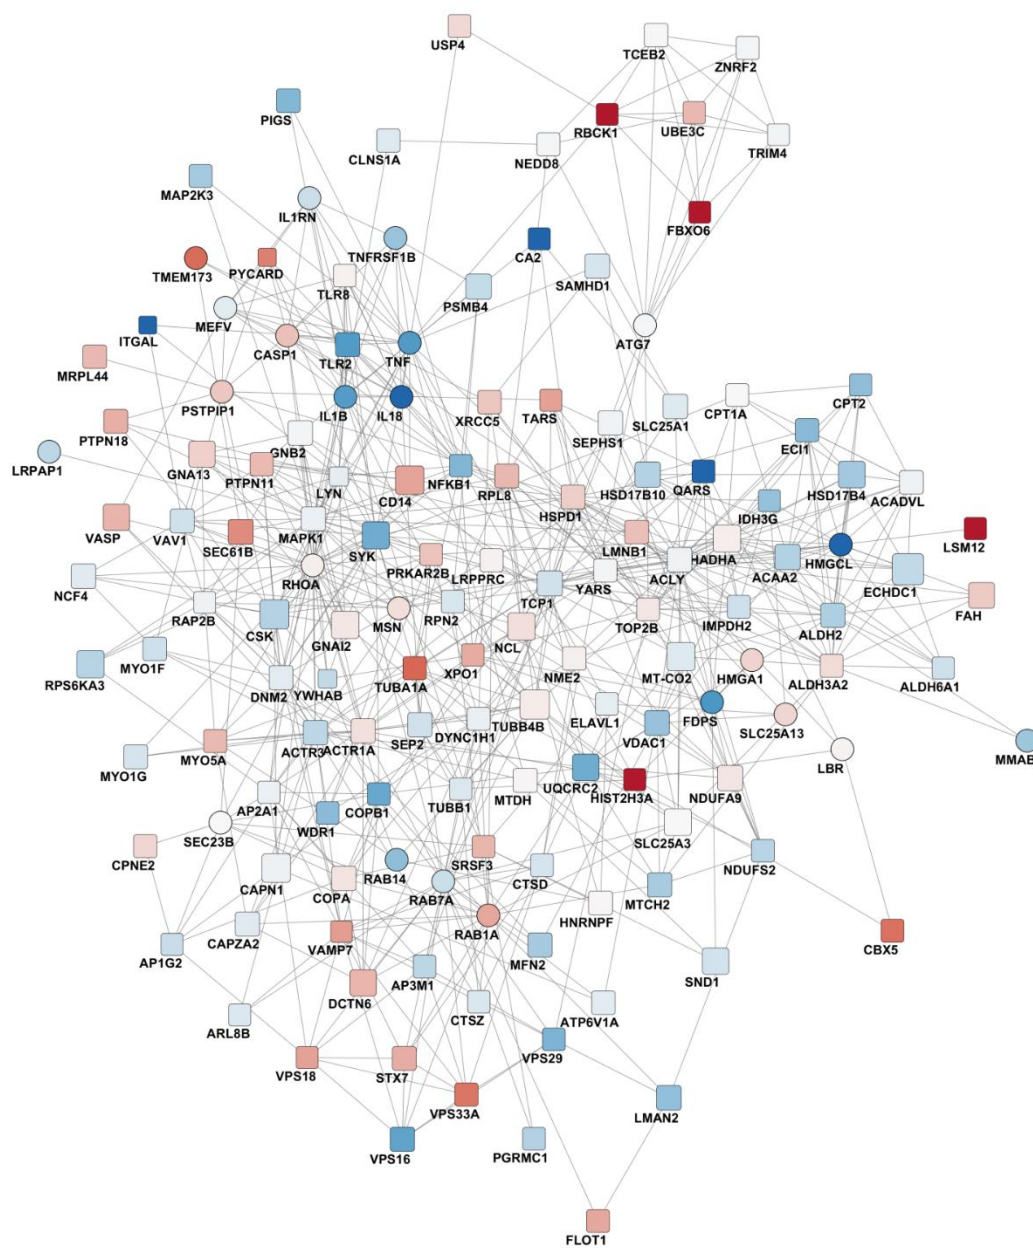 USP4
TCEB2
ZNRF2
PIGS
RBCK1
UBE3C
TRIM4
CLNS1A
NEDD8
MAP2K3
IL1RN
FBXO6
TNFRSF1B
CA2
TMEM173
PYCARD
TLR8
PSMB4
SAMHD1
MEFV
ITGAL
CASP1
TLR2
TNF
ATG7
MRPL44
PSTPIP1
IL1B
IL18
XRCC5
TARS
SEPHS1
SLC25A1
CPT1A
CPT2
PTPN18
GNB2
ECI1
LRPAP1
GNA13
PTPN11
LYN
CD14
NFKB1
RPL8
HSPD1
HSD17B10
QARS
IDH3G
HSD17B4
ACADVL
VASP
VAV1
SEC61B
MAPK1
SYK
LMNB1
HADHA
HMGCL
LSM12
RHOA
PRKAR2B
LRPPRC
YARS
ACLY
ACAA2
ECHDC1
NCF4
RAP2B
CSK
GNAI2
MSN
RPN2
TCP1
NCL
TOP2B
IMPDH2
ALDH2
FAH
RPS6KA3
MYO1F
DNM2
YWHAB
TUBA1A
XPO1
NME2
MT-CO2
HMGA1
ALDH3A2
ALDH6A1
MYO1G
MYO5A
ACTR3
ACTR1A
SEP2
DYNC1H1
TUBB4B
ELAVL1
VDAC1
FDPS
SLC25A13
LBR
MMAB
AP2A1
WDR1
COPB1
TUBB1
MTDH
UQCRC2
HIST2H3A
NDUFA9
SEC23B
CPNE2
CAPN1
COPA
RAB14
RAB7A
SRSF3
CTSD
SLC25A3
NDUFS2
AP1G2
CAPZA2
VAMP7
RAB1A
HNRNPF
MTCH2
CBX5
ARL8B
DCTN6
AP3M1
CTSZ
MFN2
ATP6V1A
SND1
VPS18
STX7
VPS33A
VPS29
LMAN2
VPS16
PGRMC1
FLOT1